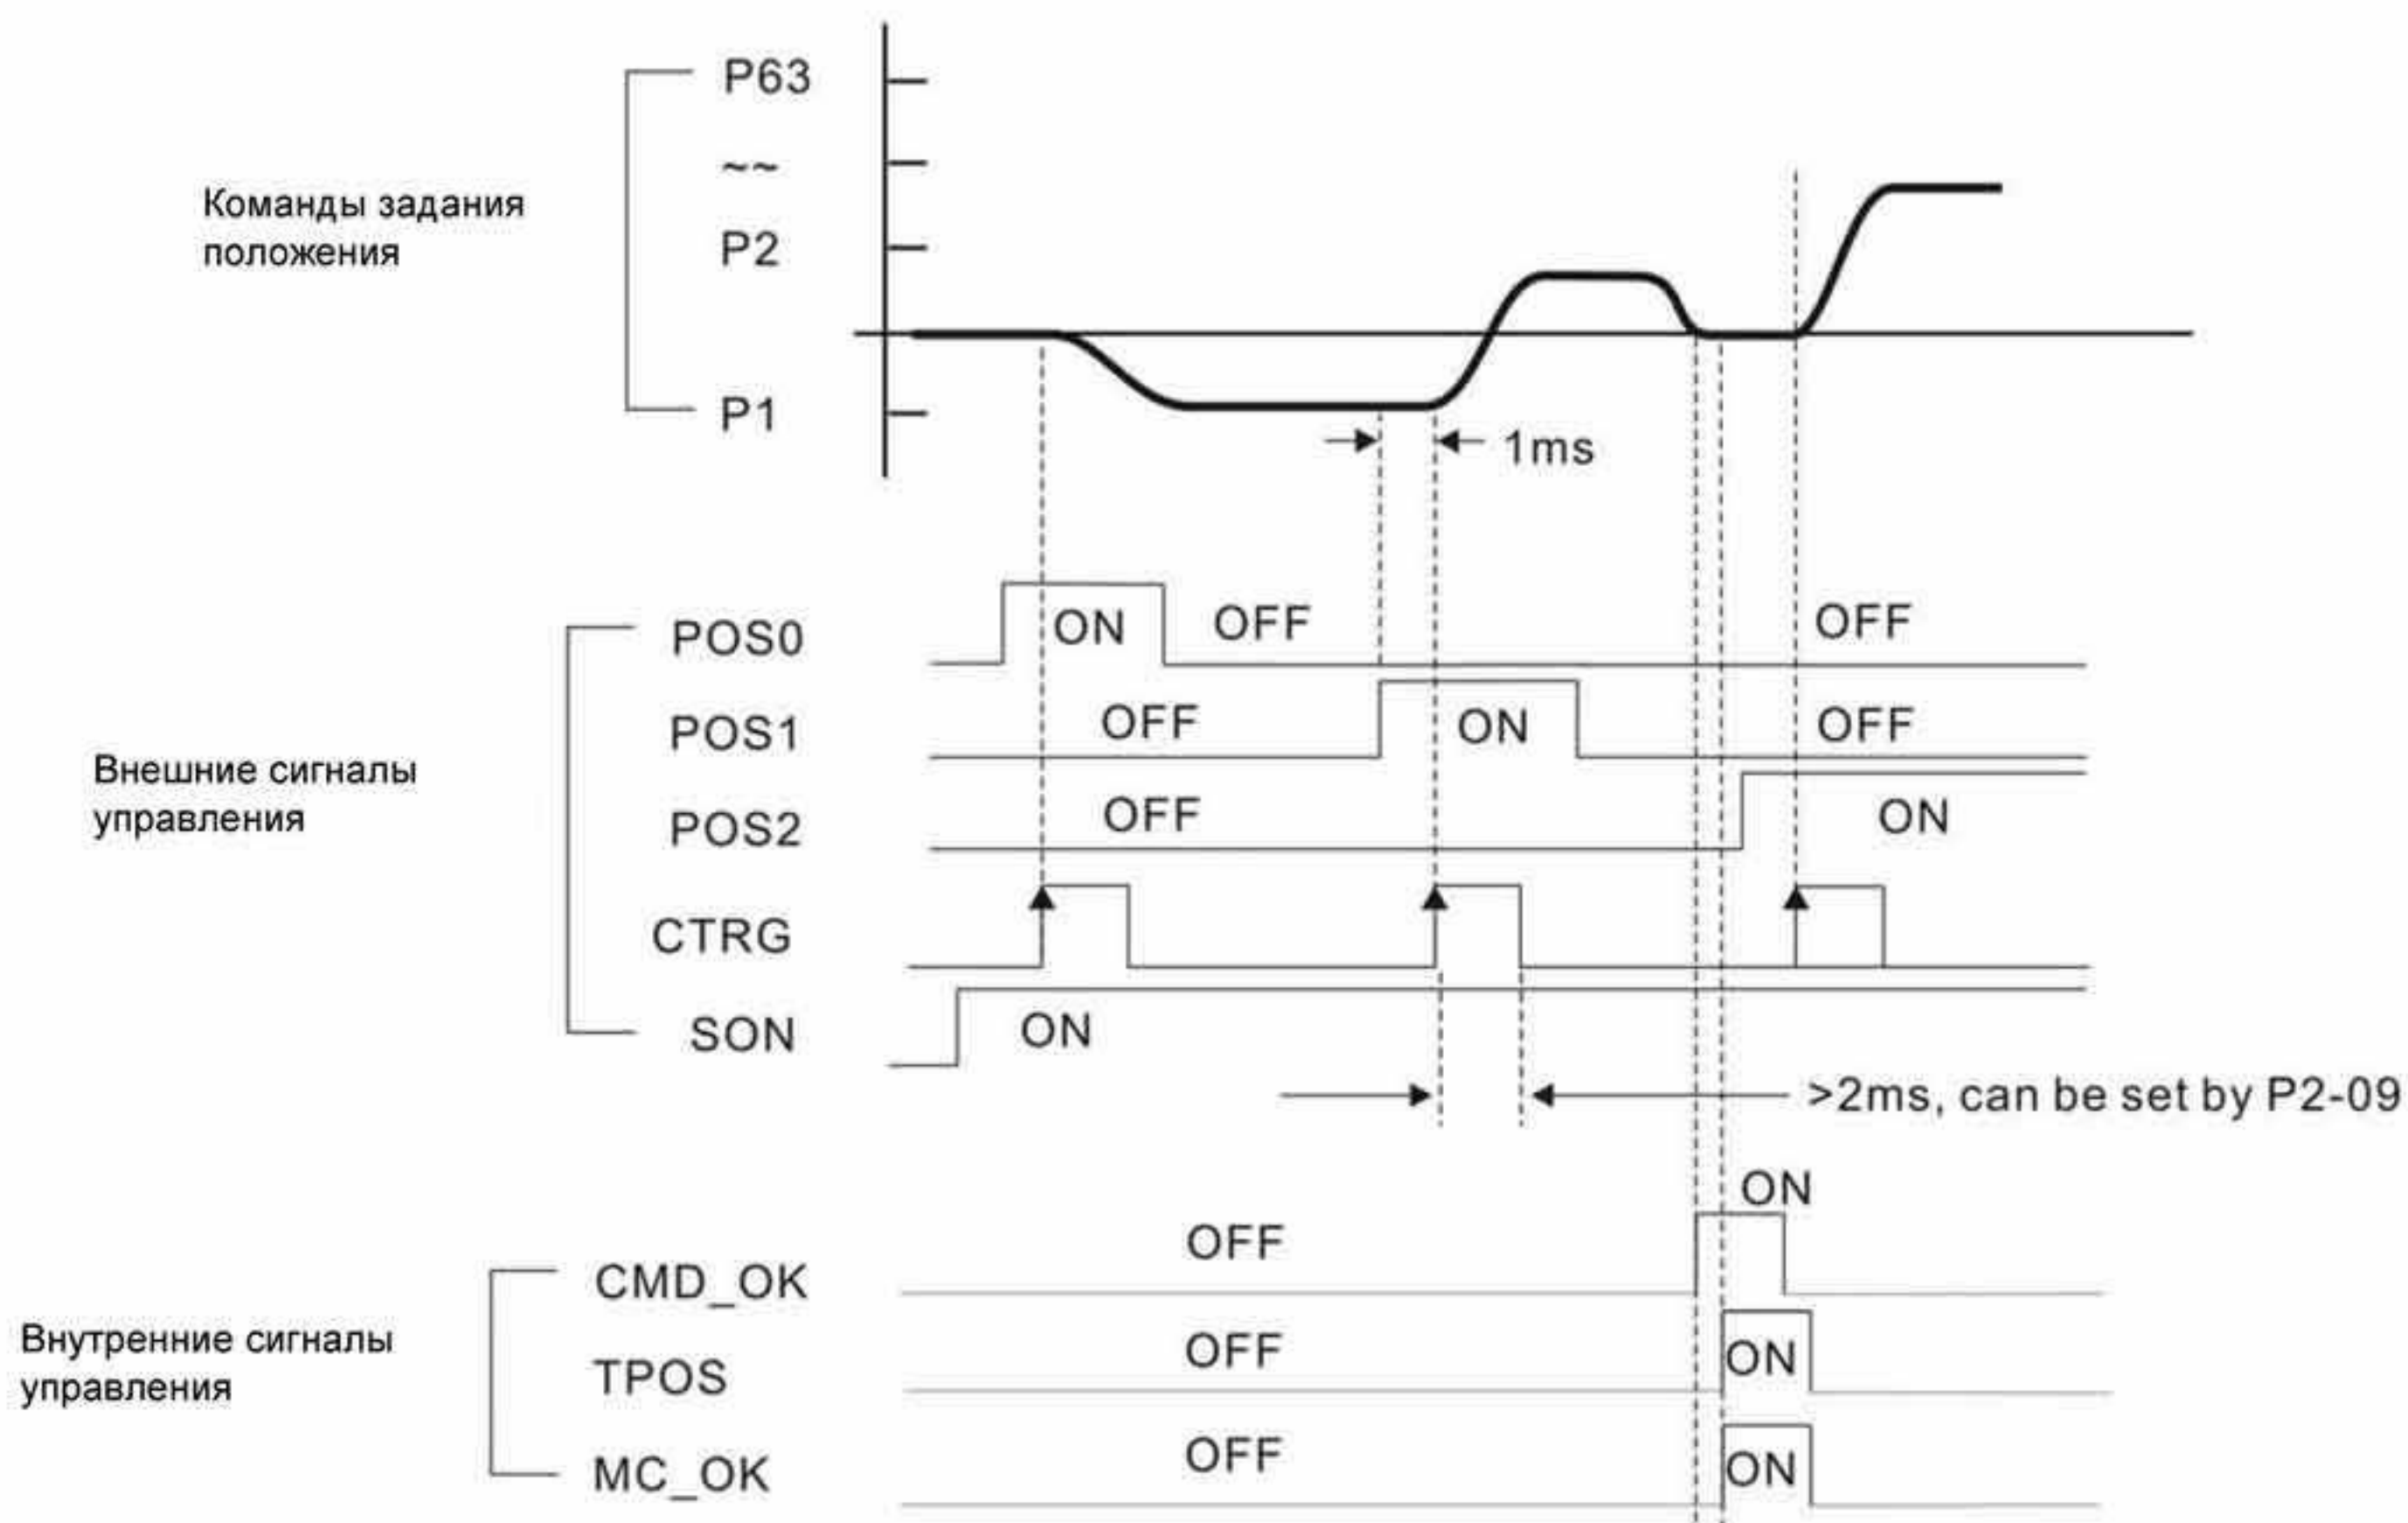 P63
~~
Команды задания
положения
P2
P1
1ms
POS0
ON
OFF
OFF
POS1
OFF
ON
OFF
Внешние сигналы
управления
POS2
OFF
ON
CTRG
SON
ON
>2ms, can be set by P2-09
ON
CMD_OK
OFF
Внутренние сигналы
управления
TPOS
OFF
ON
MC_OK
OFF
ON